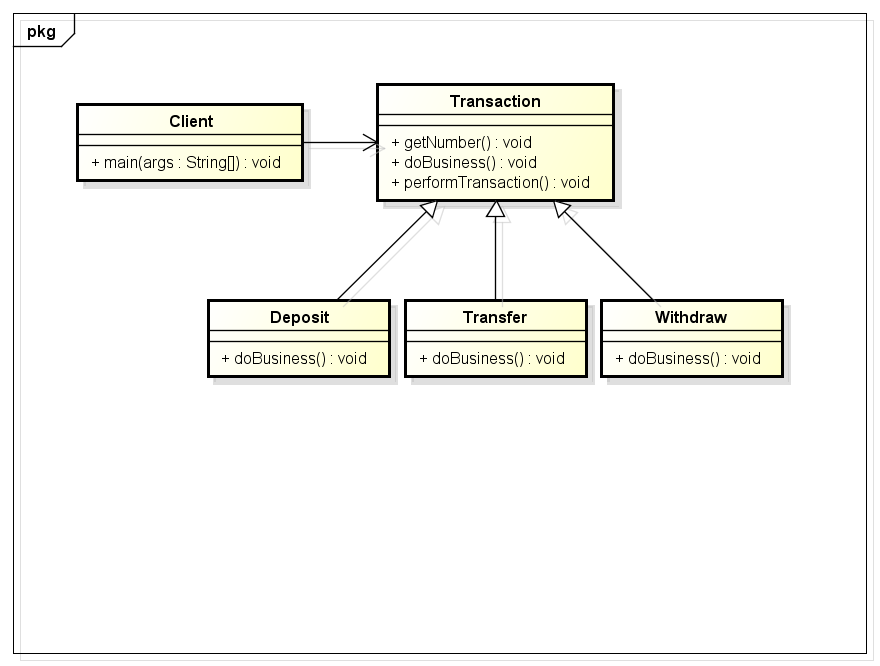 pkg
Client
+ main(args : String[]) : void
Transaction
+ getNumber() : void
+ doBusiness() : void
+ performTransaction() : void
Deposit
+ doBusiness() : void
Transfer
+ doBusiness() : void
Withdraw
+ doBusiness() : void